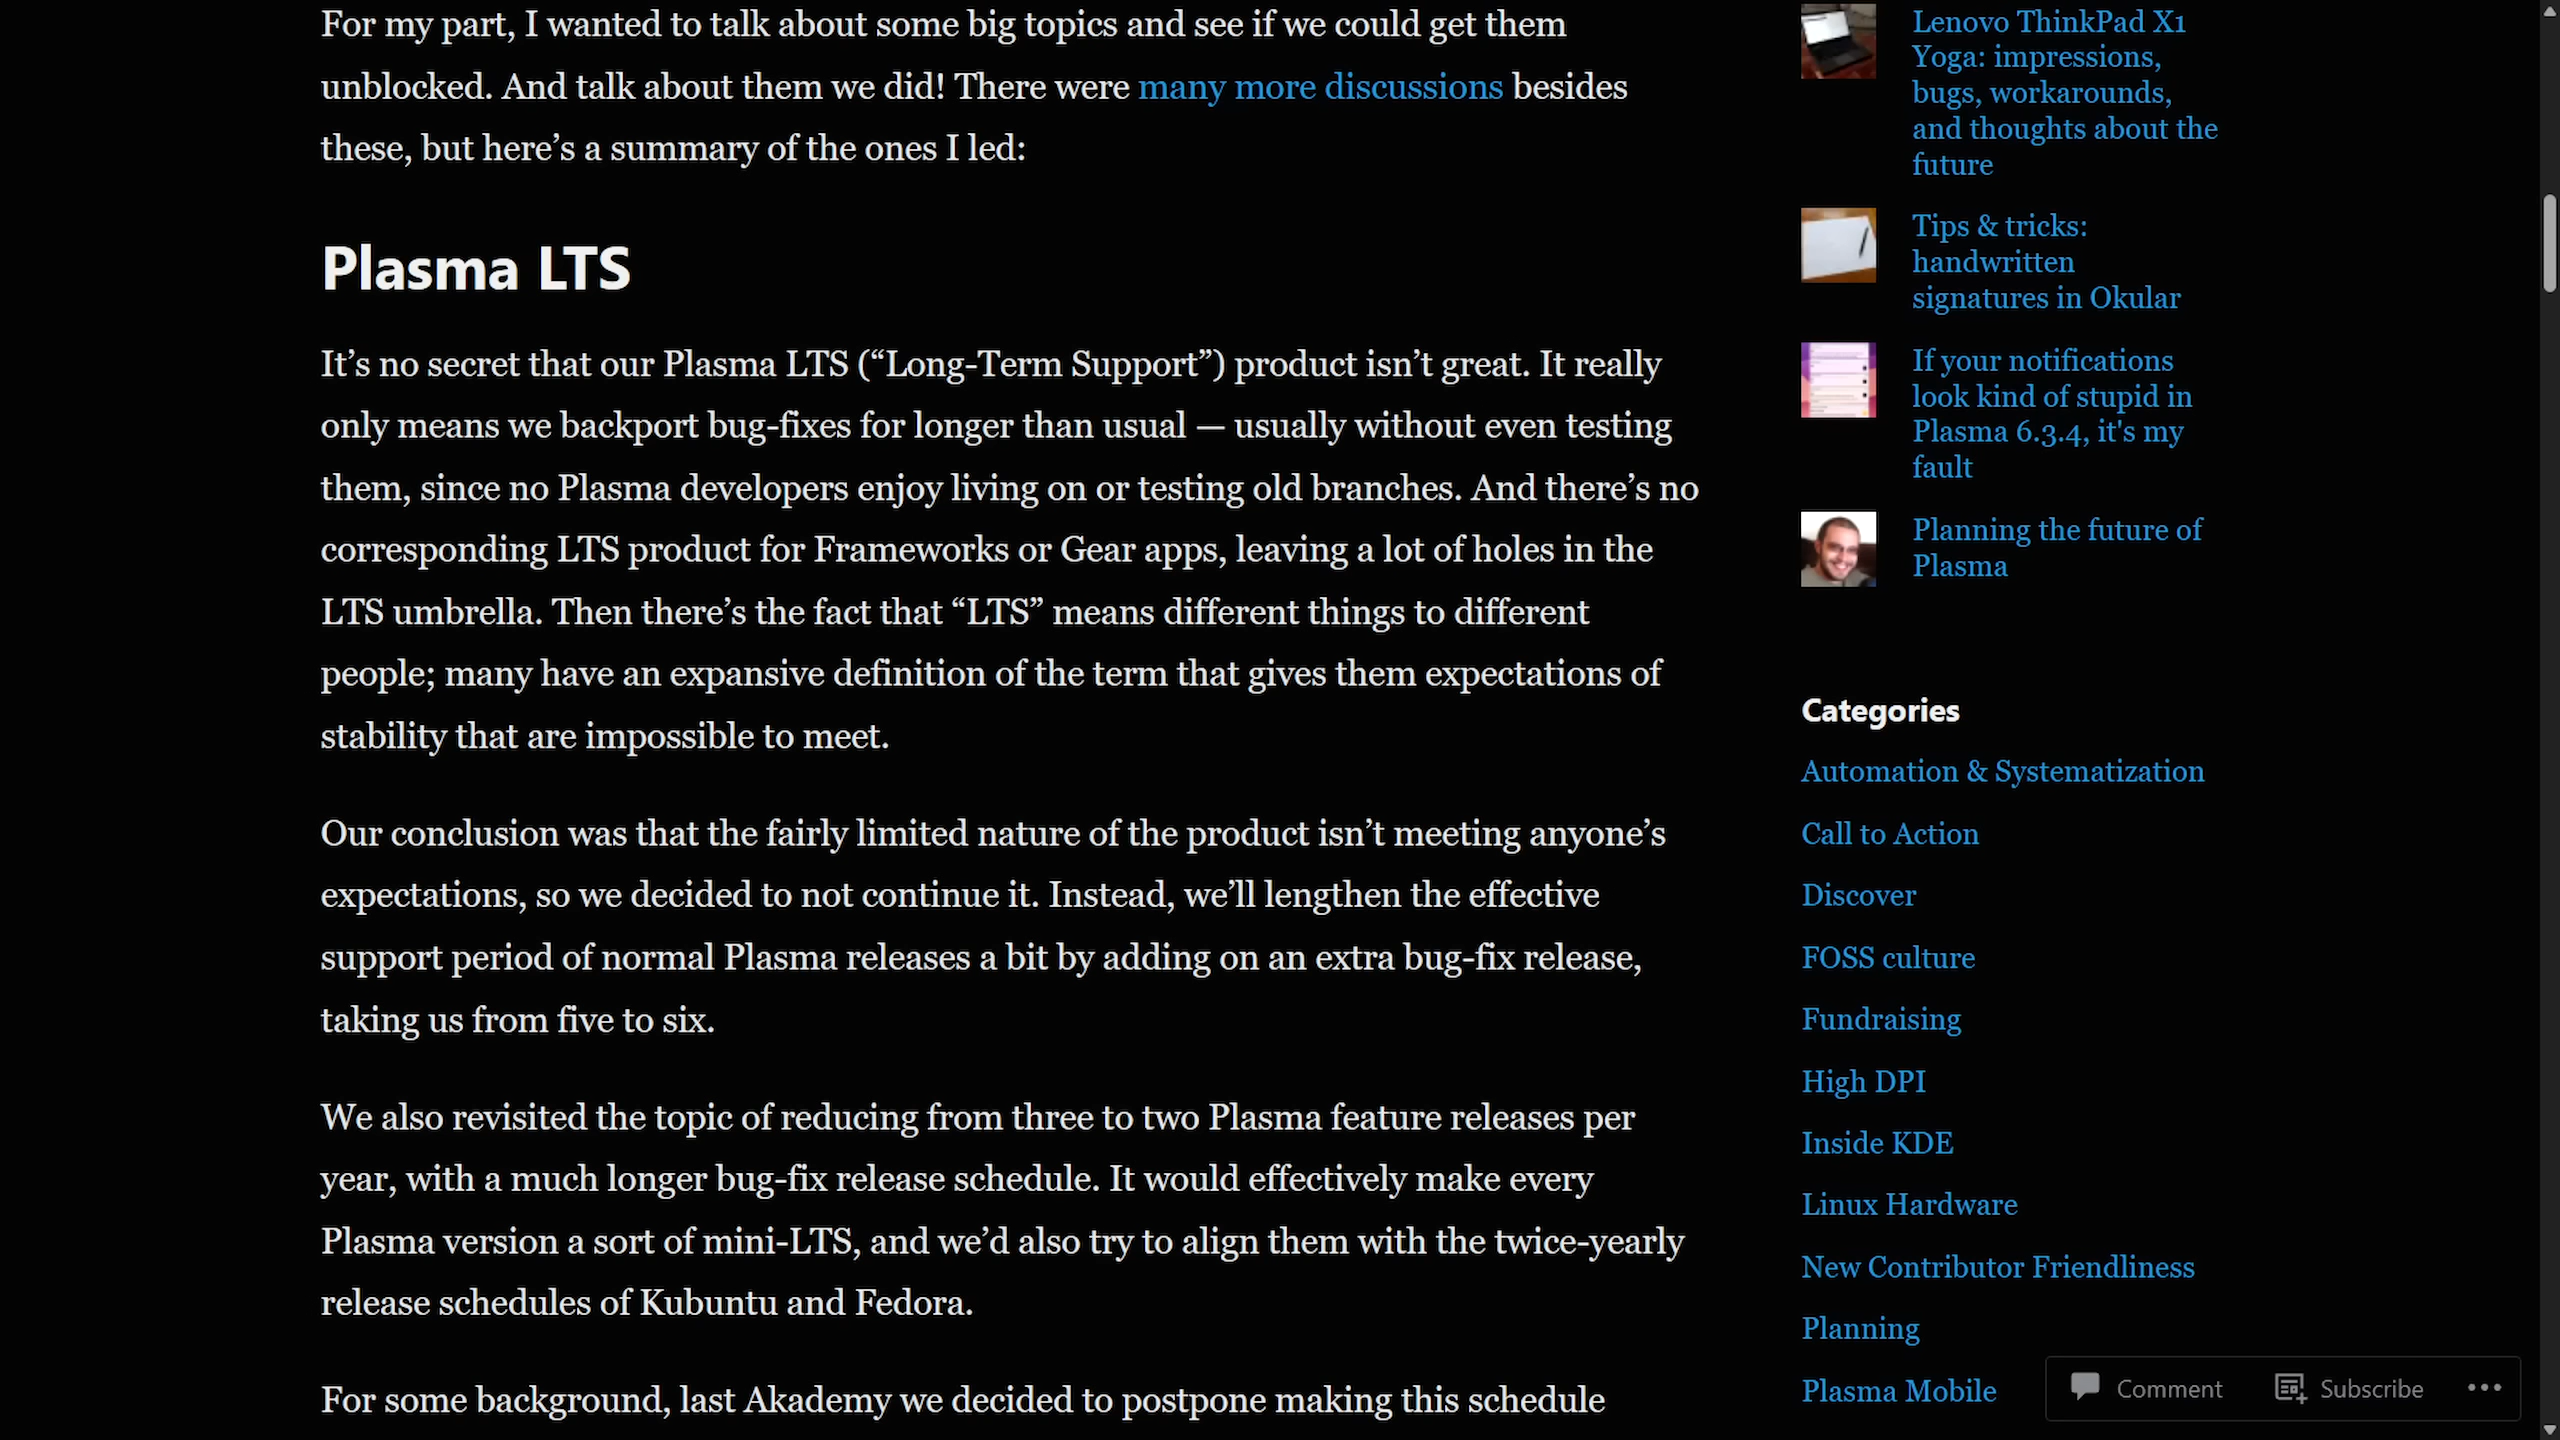 For my part, I wanted to talk about some big topics and see if we could get them
unblocked. And talk about them we did! There were many more discussions besides
these, but here’s a summary of the ones I led:
Plasma LTS
It’s no secret that our Plasma LTS (“Long-Term Support”) product isn’t great. It really
only means we backport bug-fixes for longer than usual — usually without even testing
them, since no Plasma developers enjoy living on or testing old branches. And there’s no
corresponding LTS product for Frameworks or Gear apps, leaving a lot of holes in the
LTS umbrella. Then there’s the fact that “LTS” means different things to different
people; many have an expansive definition of the term that gives them expectations of
stability that are impossible to meet.
Our conclusion was that the fairly limited nature of the product isn’t meeting anyone’s
expectations, so we decided to not continue it. Instead, we’ll lengthen the effective
support period of normal Plasma releases a bit by adding on an extra bug-fix release,
taking us from five to six.
We also revisited the topic of reducing from three to two Plasma feature releases per
year, with a much longer bug-fix release schedule. It would effectively make every
Plasma version a sort of mini-LTS, and we’d also try to align them with the twice-yearly
release schedules of Kubuntu and Fedora.
For some background, last Akademy we decided to postpone making this schedule
Lenovo ThinkPad X1
Yoga: impressions,
bugs, workarounds,
and thoughts about the
future
Tips & tricks:
handwritten
signatures in Okular
If your notifications
look kind of stupid in
Plasma 6.3.4, it's my
fault
Planning the future of
Plasma
Categories
Automation & Systematization
Call to Action
Discover
FOSS culture
Fundraising
High DPI
Inside KDE
Linux Hardware
New Contributor Friendliness
Planning
Plasma Mobile
Comment
Subscribe